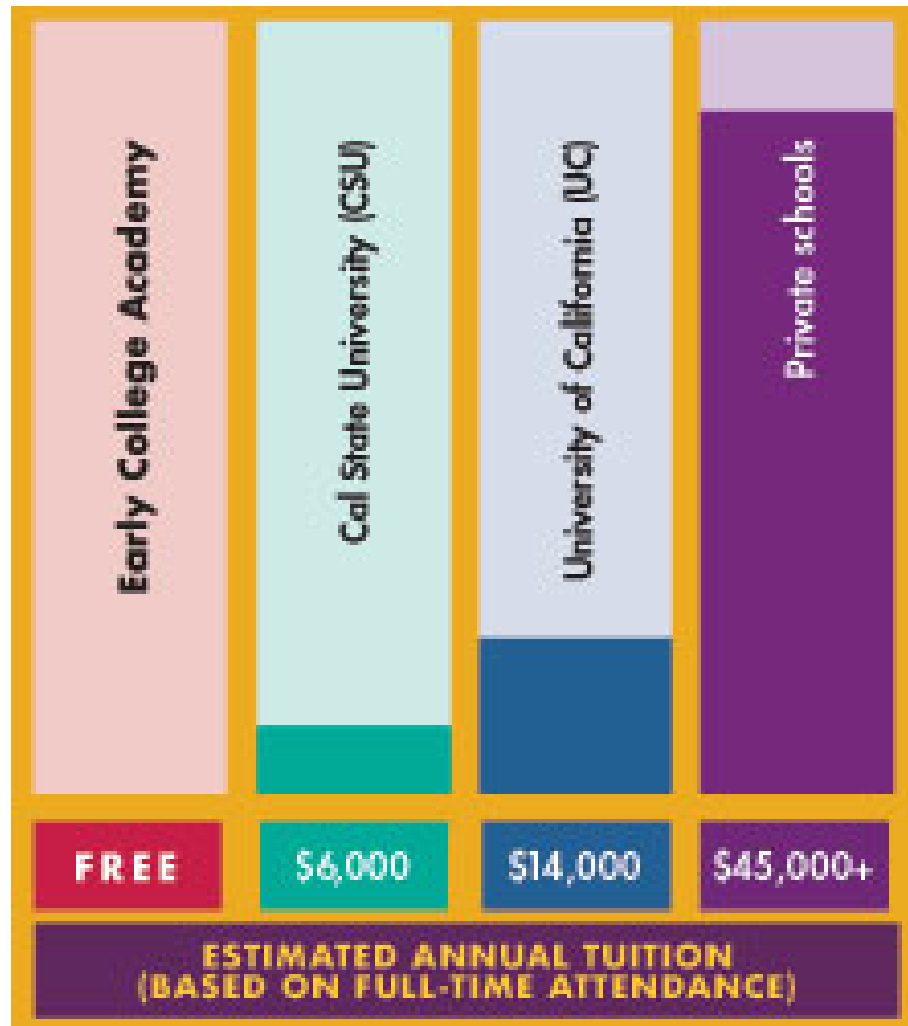 Early College Academy
Cal State University (CSU)
University of California (UC)
Private schools
FREE
$6,000
$14,000
$45,000+
ESTIMATED ANNUAL TUITION
(BASED ON FULL-TIME ATTENDANCE)